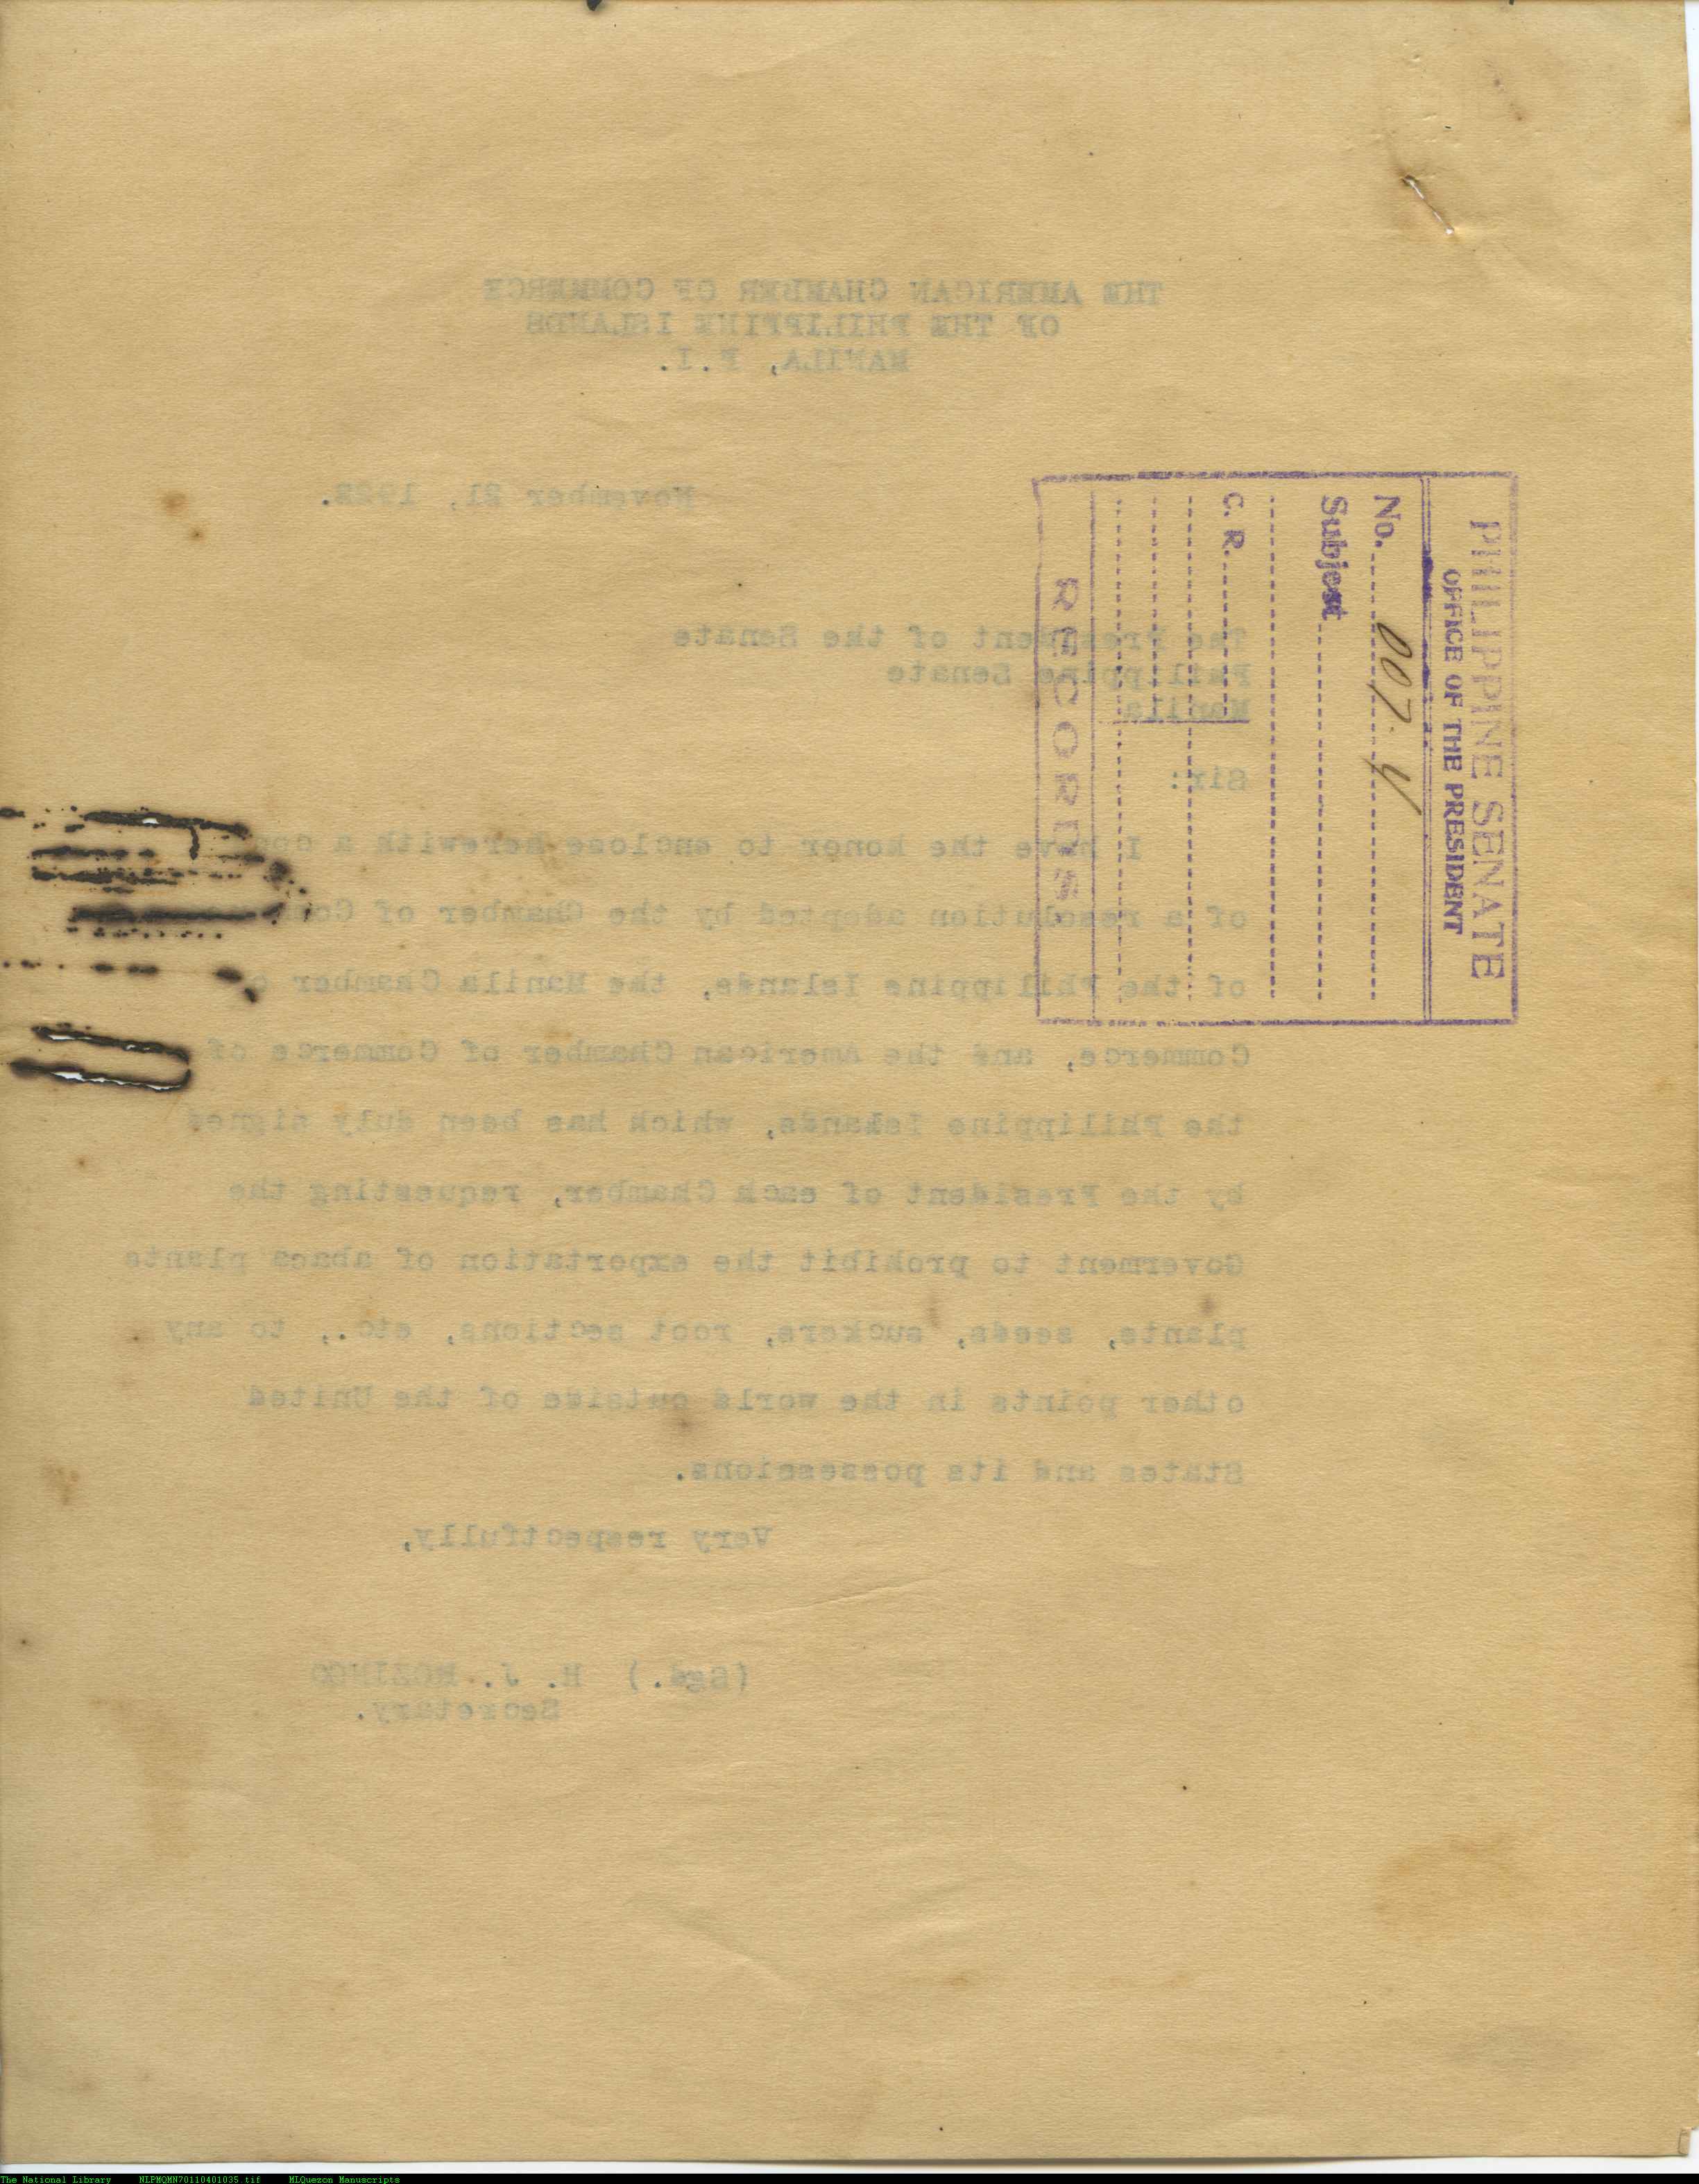 THE AMERICAN CHAMBER OF COMMERCE
OF THE PHILIPPINE ISLANDS
MANILA, P.I.
November 21, 
The President of the Senate
Philippine Senate
Manila
Sir:
I have the honor to enclose herewith a
of a resolution adopted by the Chamber of
of the Philippine Islands, the Manila Chamber
Commerce, and the American Chamber of Commerce of
the Philippine Islands, which has been duly signed
by the President of each Chamber, requesting the
Goverment to prohibit the exportation of abaca plants
plants, seeds, suckers, root sections, etc., to any
other points in the world outside of the United
States and its possessions.
Very respectfully,
(Sgd.) H. J.
Secretary.
PHILIPPINE SENATE
OFFICE OF THE PRESIDENT
No. 007.4
Subject
C. R.
RECORDS
The National Library NLPMQMN70110401035.tif MLQuezon Manuscripts